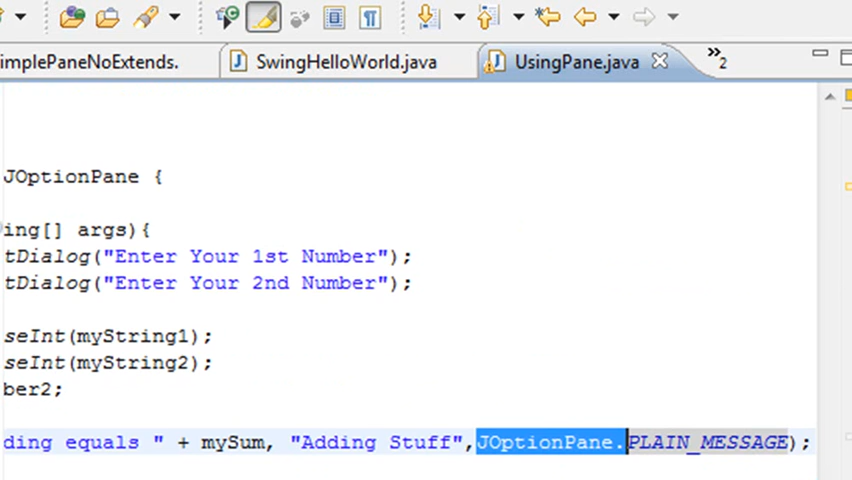 implePaneNoExtends.
SwingHelloWorld.java
UsingPane.java
»2
JOptionPane {
ing[] args){
tDialog("Enter Your 1st Number");
tDialog("Enter Your 2nd Number");
seInt(myString1);
seInt(myString2);
ber2;
ding equals " + mySum, "Adding Stuff",JOptionPane.PLAIN_MESSAGE);